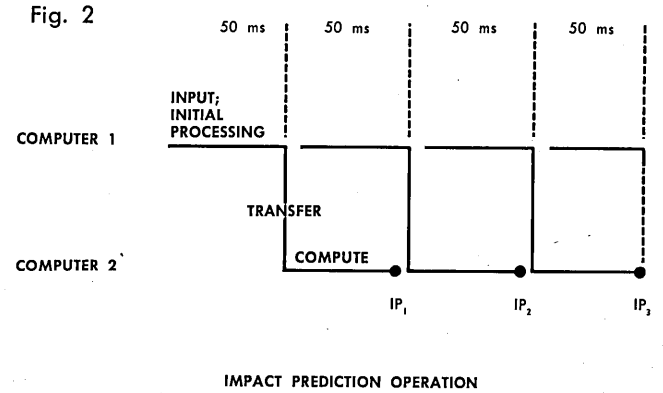 Fig. 2
50 ms 50 ms 50 ms 50 ms
INPUT;
INITIAL
PROCESSING
COMPUTER 1
TRANSFER
COMPUTE
COMPUTER 2
IP₁ IP₂ IP₃
IMPACT PREDICTION OPERATION